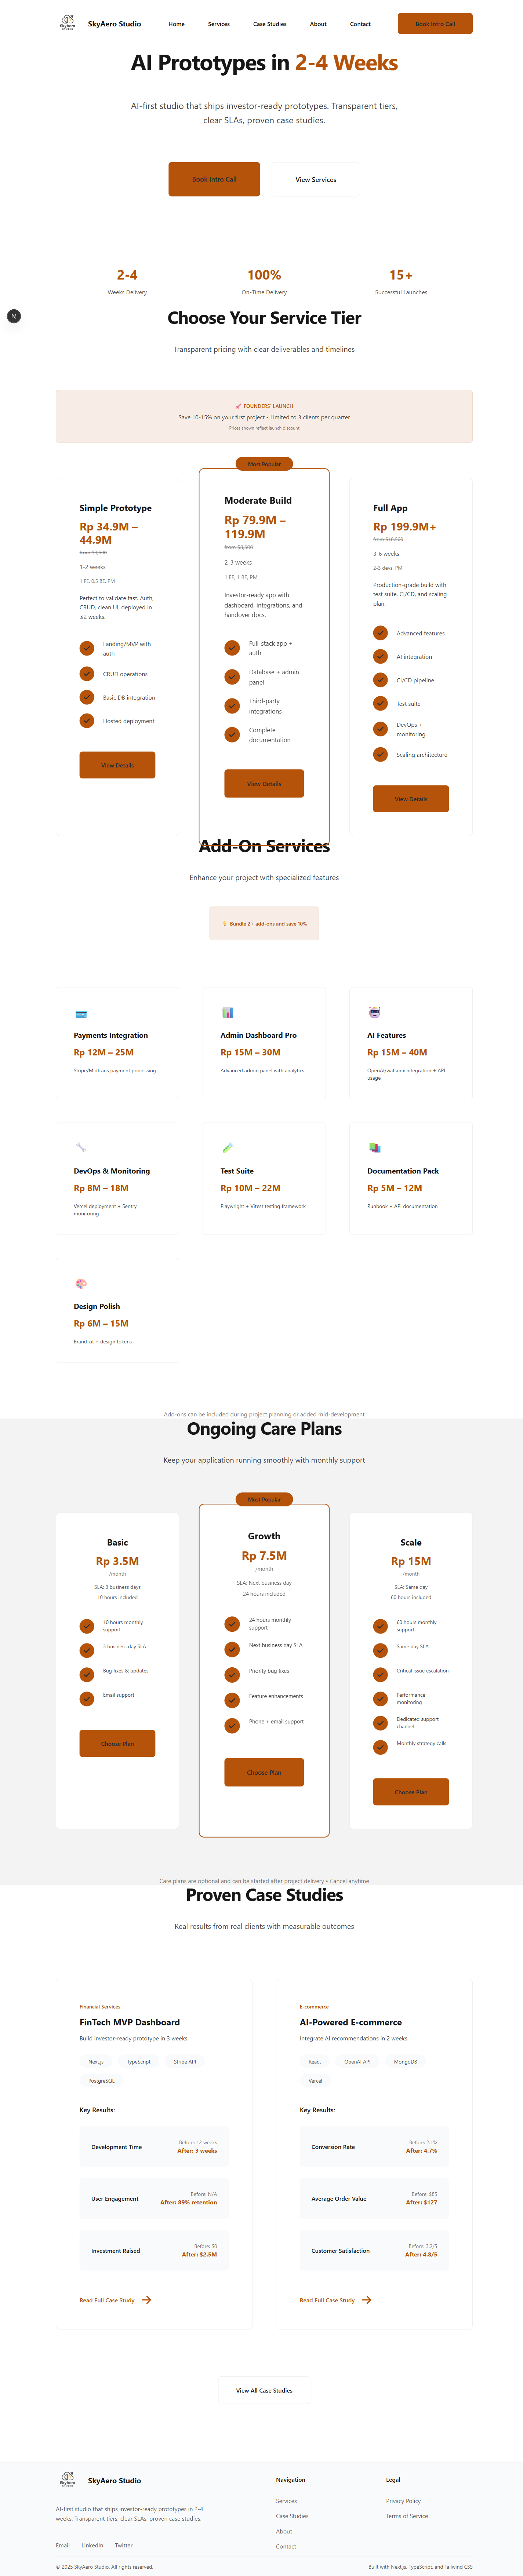 SkyAero
STUDIO
SkyAero Studio
Home
Services
Case Studies
About
Contact
Book Intro Call
AI Prototypes in 2-4 Weeks
AI-first studio that ships investor-ready prototypes. Transparent tiers,
clear SLAs, proven case studies.
Book Intro Call
View Services
2-4
100%
15+
Weeks Delivery
On-Time Delivery
Successful Launches
N
Choose Your Service Tier
Transparent pricing with clear deliverables and timelines
🚀 FOUNDERS' LAUNCH
Save 10-15% on your first project • Limited to 3 clients per quarter
Prices shown reflect launch discount
Simple Prototype
Rp 34.9M –
44.9M
from $3,500
1-2 weeks
1 FE, 0.5 BE, PM
Perfect to validate fast. Auth,
CRUD, clean UI, deployed in
≤2 weeks.
Landing/MVP with
auth
CRUD operations
Basic DB integration
Hosted deployment
View Details
Most Popular
Moderate Build
Rp 79.9M –
119.9M
from $8,500
2-3 weeks
1 FE, 1 BE, PM
Investor-ready app with
dashboard, integrations, and
handover docs.
Full-stack app +
auth
Database + admin
panel
Third-party
integrations
Complete
documentation
View Details
Full App
Rp 199.9M+
from $18,500
3-6 weeks
2-3 devs, PM
Production-grade build with
test suite, CI/CD, and scaling
plan.
Advanced features
AI integration
CI/CD pipeline
Test suite
DevOps +
monitoring
Scaling architecture
View Details
Add-On Services
Enhance your project with specialized features
💡 Bundle 2+ add-ons and save 10%
Payments Integration
Rp 12M – 25M
Stripe/Midtrans payment processing
Admin Dashboard Pro
Rp 15M – 30M
Advanced admin panel with analytics
AI Features
Rp 15M – 40M
OpenAI/watsonx integration + API
usage
DevOps & Monitoring
Rp 8M – 18M
Vercel deployment + Sentry
monitoring
Test Suite
Rp 10M – 22M
Playwright + Vitest testing framework
Documentation Pack
Rp 5M – 12M
Runbook + API documentation
Design Polish
Rp 6M – 15M
Brand kit + design tokens
Add-ons can be included during project planning or added mid-development
Ongoing Care Plans
Keep your application running smoothly with monthly support
Basic
Rp 3.5M
/month
SLA: 3 business days
10 hours included
10 hours monthly
support
3 business day SLA
Bug fixes & updates
Email support
Choose Plan
Most Popular
Growth
Rp 7.5M
/month
SLA: Next business day
24 hours included
24 hours monthly
support
Next business day SLA
Priority bug fixes
Feature enhancements
Phone + email support
Choose Plan
Scale
Rp 15M
/month
SLA: Same day
60 hours included
60 hours monthly
support
Same day SLA
Critical issue escalation
Performance
monitoring
Dedicated support
channel
Monthly strategy calls
Choose Plan
Care plans are optional and can be started after project delivery • Cancel anytime
Proven Case Studies
Real results from real clients with measurable outcomes
Financial Services
FinTech MVP Dashboard
Build investor-ready prototype in 3 weeks
Next.js
TypeScript
Stripe API
PostgreSQL
Key Results:
Development Time
Before: 12 weeks
After: 3 weeks
User Engagement
Before: N/A
After: 89% retention
Investment Raised
Before: $0
After: $2.5M
Read Full Case Study
E-commerce
AI-Powered E-commerce
Integrate AI recommendations in 2 weeks
React
OpenAI API
MongoDB
Vercel
Key Results:
Conversion Rate
Before: 2.1%
After: 4.7%
Average Order Value
Before: $85
After: $127
Customer Satisfaction
Before: 3.2/5
After: 4.8/5
Read Full Case Study
View All Case Studies
SkyAero
STUDIO
SkyAero Studio
AI-first studio that ships investor-ready prototypes in 2-4
weeks. Transparent tiers, clear SLAs, proven case studies.
Email
LinkedIn
Twitter
Navigation
Services
Case Studies
About
Contact
Legal
Privacy Policy
Terms of Service
© 2025 SkyAero Studio. All rights reserved.
Built with Next.js, TypeScript, and Tailwind CSS